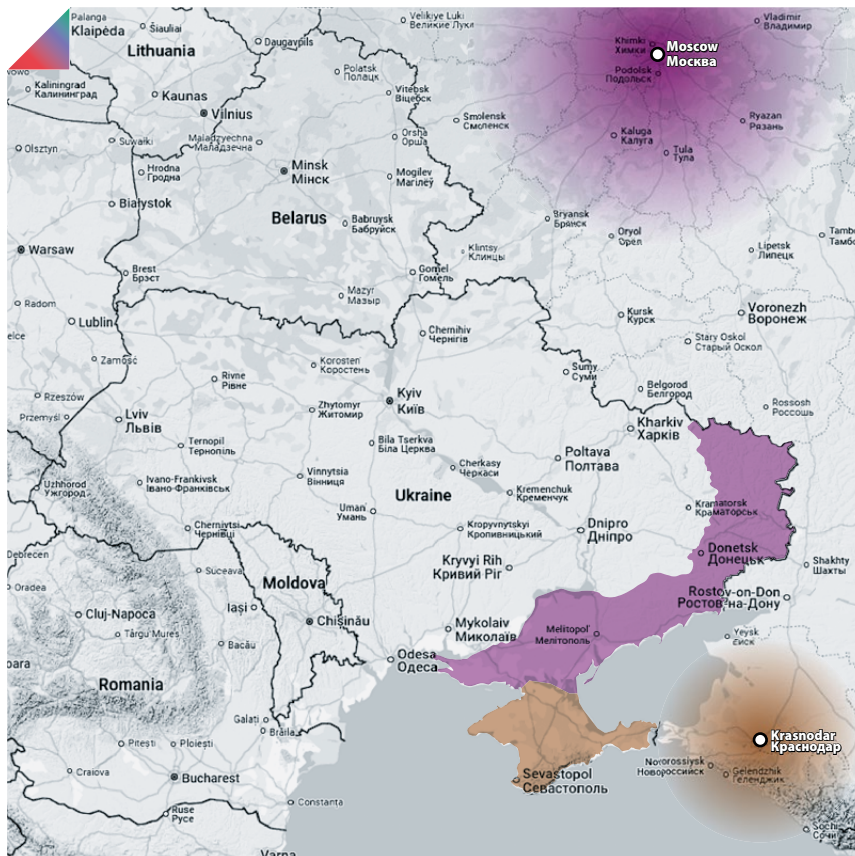 Palanga
Klaipėda
Šiauliai
Lithuania
Daugavpils
Velikiye Luki
Великие Луки
Vladimir
Владимир
Khimki
Химки
Moscow
Москва
Podolsk
Подольск
Polatsk
Полацк
Vitebsk
Віцебск
Kaliningrad
Калининград
Kaunas
Vilnius
Smolensk
Смоленск
Ryazan
Рязань
Kaluga
Калуга
Tula
Тула
Orsha
Орша
Maladzyechna
Маладзечна
Suwałki
Olsztyn
Hrodna
Гродна
Minsk
Мінск
Mogilev
Магілёў
Białystok
Belarus
Babruysk
Бабруйск
Bryansk
Брянск
Oryol
Орёл
Lipetsk
Липецк
Klintsy
Клинцы
Warsaw
Brest
Брэст
Gomel
Гомель
Mazyr
Мазыр
Radom
Lublin
Kursk
Курск
Voronezh
Воронеж
Chernihiv
Чернігів
Stary Oskol
Старый Оскол
Zamość
Korosten'
Коростень
Sumy
Суми
Rivne
Рівне
Belgorod
Белгород
Rossosh
Россошь
Rzeszów
Przemyśl
Zhytomyr
Житомир
Kyiv
Київ
Lviv
Львів
Kharkiv
Харків
Ternopil
Тернопіль
Bila Tserkva
Біла Церква
Poltava
Полтава
Cherkasy
Черкаси
Vinnytsia
Вінниця
Ivano-Frankivsk
Івано-Франківськ
Uzhhorod
Ужгород
Ukraine
Kremenchuk
Кременчук
Uman'
Умань
Kramatorsk
Краматорськ
Chernivtsi
Чернівці
Kropyvnytskyi
Кропивницький
Dnipro
Дніпро
Debrecen
Donetsk
Донецьк
Kryvyi Rih
Кривий Ріг
Shakhty
Шахты
Suceava
Moldova
Oradea
Rostov-on-Don
Ростов-на-Дону
Cluj-Napoca
Iași
Chișinău
Târgu Mureș
Mykolaiv
Миколаїв
Melitopol'
Мелітополь
Yeysk
Ейск
Bacău
Odesa
Одеса
Romania
Galați
Brăila
Krasnodar
Краснодар
Pitești
Ploiești
Craiova
Bucharest
Sevastopol
Севастополь
Novorossiysk
Новороссийск
Gelendzhik
Геленджик
Constanta
Ruse
Русе
Sochi
Сочи
Varna